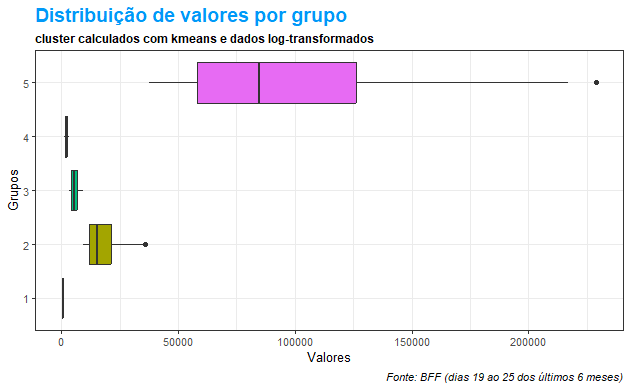 Distribuição de valores por grupo
cluster calculados com kmeans e dados log-transformados
Grupos
5
4
3
2
1
0 50000 100000 150000 200000
Valores
Fonte: BFF (dias 19 ao 25 dos últimos 6 meses)